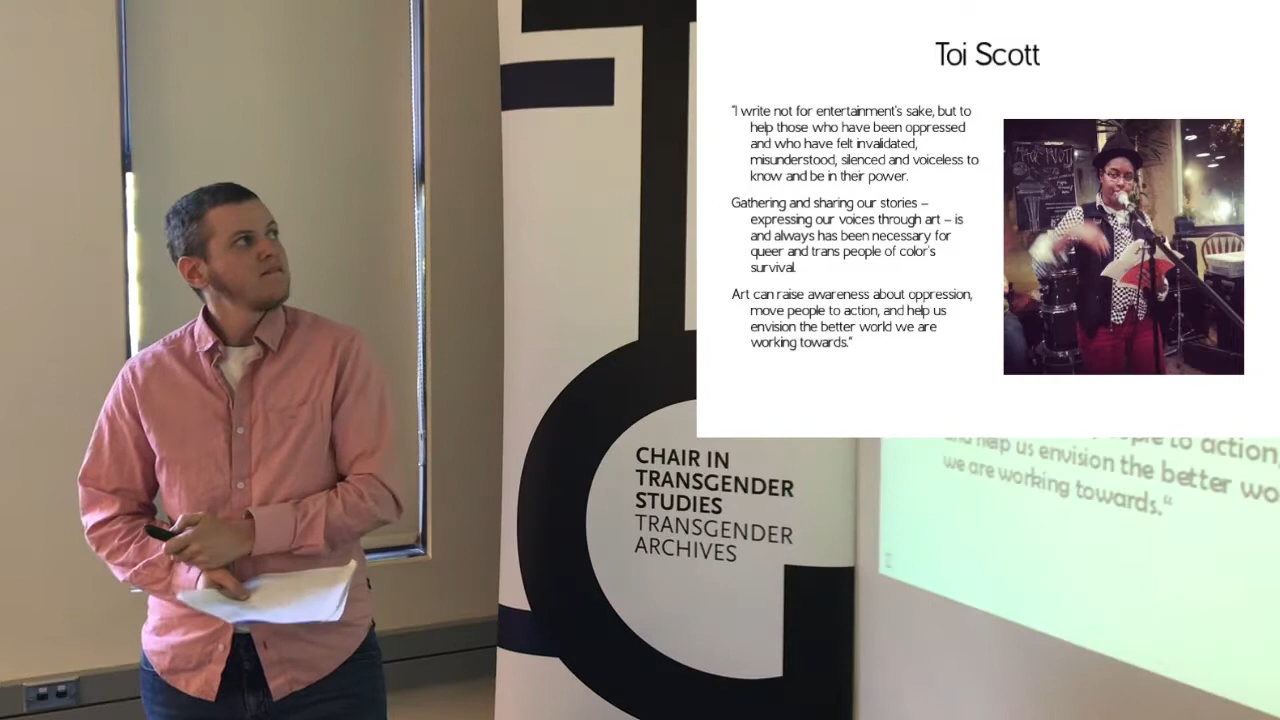 Toi Scott
"I write not for entertainment's sake, but to
help those who have been oppressed
and who have felt invalidated,
misunderstood, silenced and voiceless to
know and be in their power.
Gathering and sharing our stories –
expressing our voices through art – is
and always has been necessary for
queer and trans people of color's
survival.
Art can raise awareness about oppression,
move people to action, and help us
envision the better world we are
working towards."
CHAIR IN
TRANSGENDER
STUDIES
TRANSGENDER
ARCHIVES
to action,
help us envision the better wo
we are working towards."